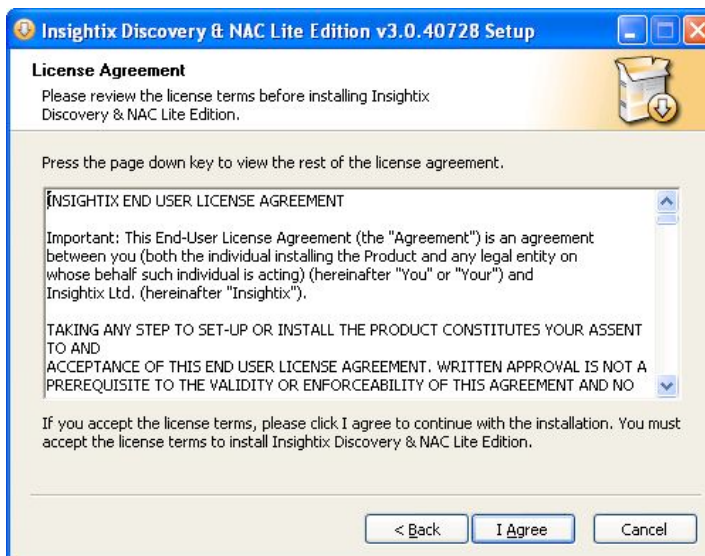 Insightix Discovery & NAC Lite Edition v3.0.40728 Setup
License Agreement
Please review the license terms before installing Insightix
Discovery & NAC Lite Edition.
Press the page down key to view the rest of the license agreement.
INSIGHTIX END USER LICENSE AGREEMENT
Important: This End-User License Agreement (the "Agreement") is an agreement
between you (both the individual installing the Product and any legal entity on
whose behalf such individual is acting) (hereinafter "You" or "Your") and
Insightix Ltd. (hereinafter "Insightix").
TAKING ANY STEP TO SET-UP OR INSTALL THE PRODUCT CONSTITUTES YOUR ASSENT
TO AND
ACCEPTANCE OF THIS END USER LICENSE AGREEMENT. WRITTEN APPROVAL IS NOT A
PREREQUISITE TO THE VALIDITY OR ENFORCEABILITY OF THIS AGREEMENT AND NO
If you accept the license terms, please click I agree to continue with the installation. You must
accept the license terms to install Insightix Discovery & NAC Lite Edition.
< Back I Agree Cancel